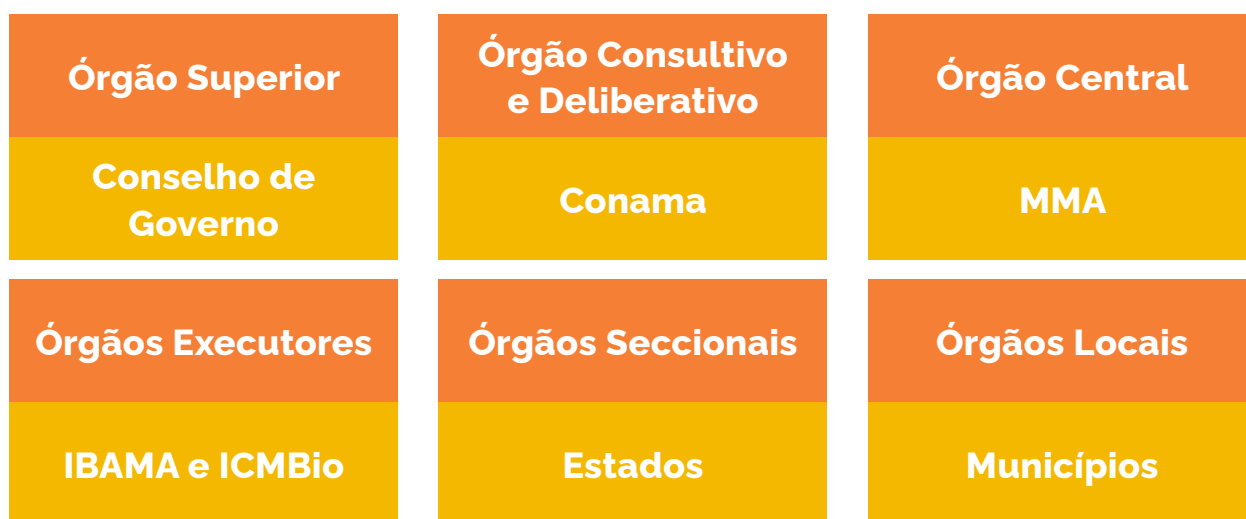 Órgão Superior
Conselho de
Governo
Órgão Consultivo
e Deliberativo
Conama
Órgão Central
MMA
Órgãos Executores
IBAMA e ICMBio
Órgãos Seccionais
Estados
Órgãos Locais
Municípios